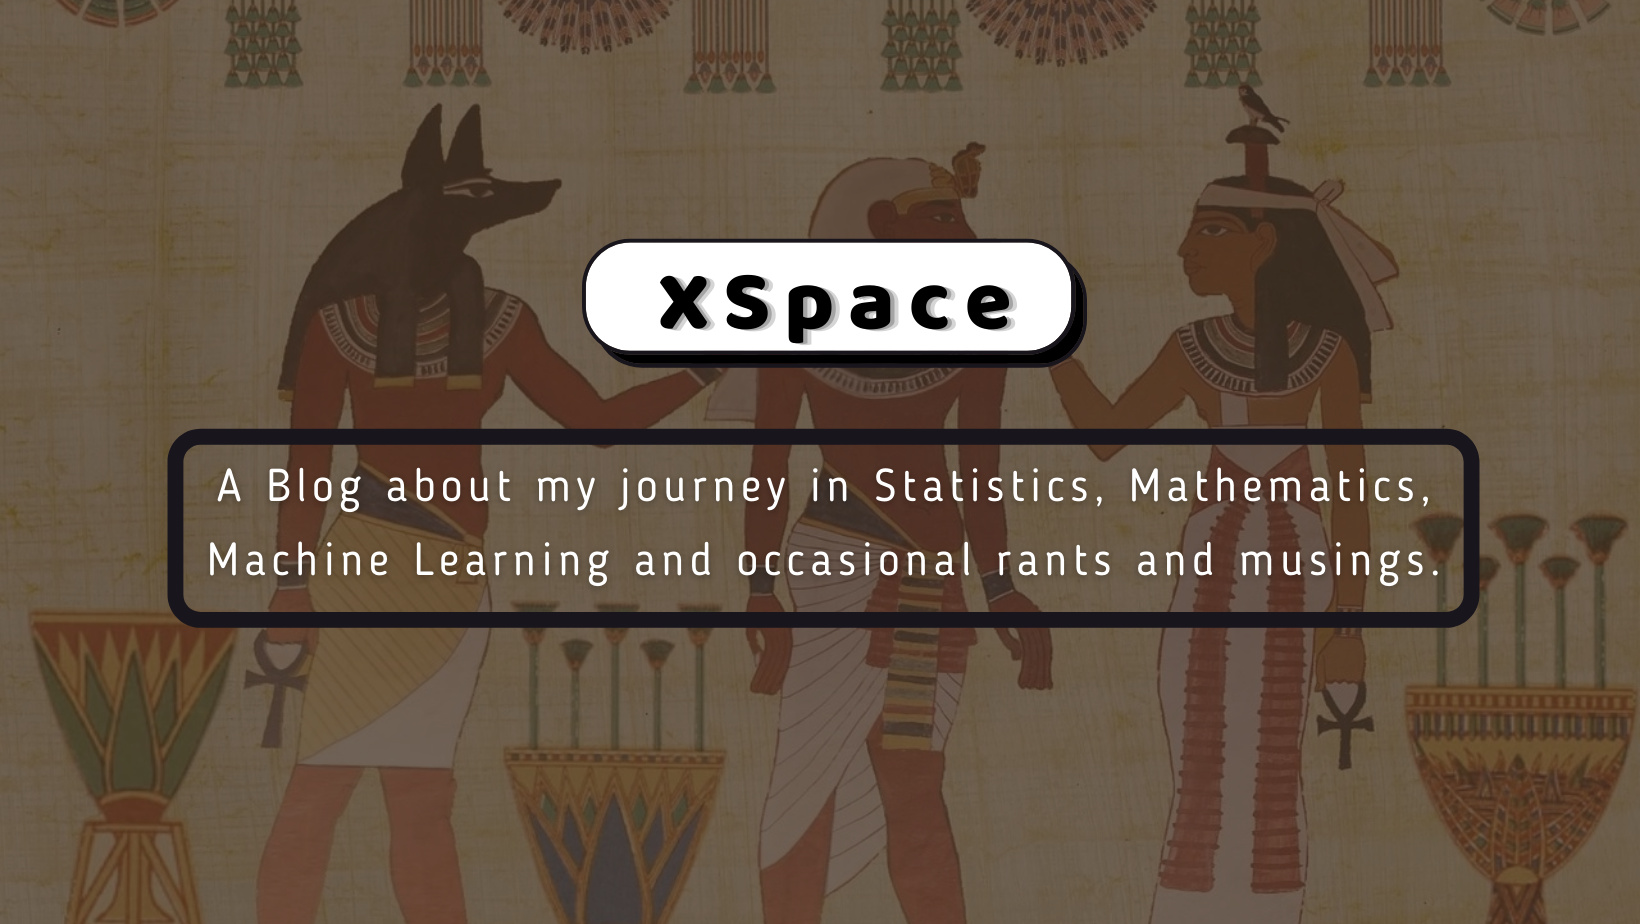 XSpace
A Blog about my journey in Statistics, Mathematics,
Machine Learning and occasional rants and musings.